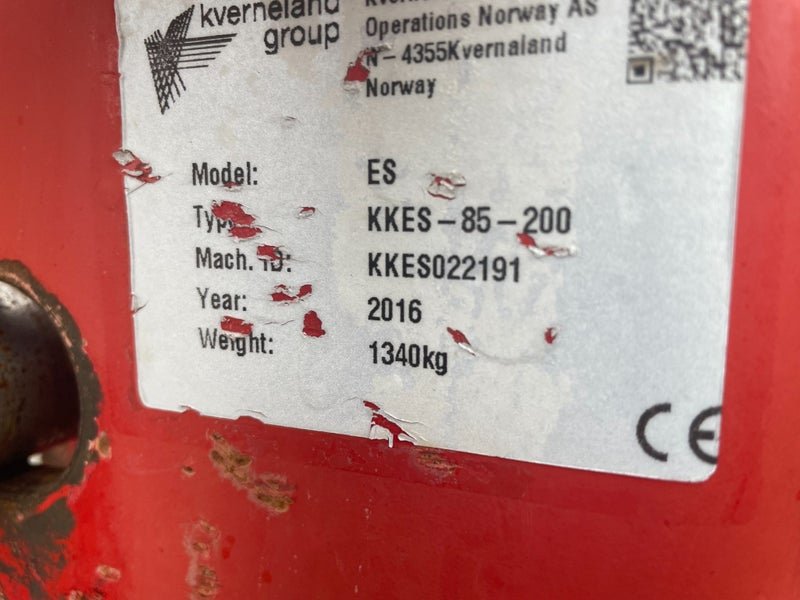 kverneland
group
Operations Norway AS
N-4355Kvernaland
Norway
Model: ES
Type: KKES-85-200
Mach. ID: KKES022191
Year: 2016
Weight: 1340kg
CE